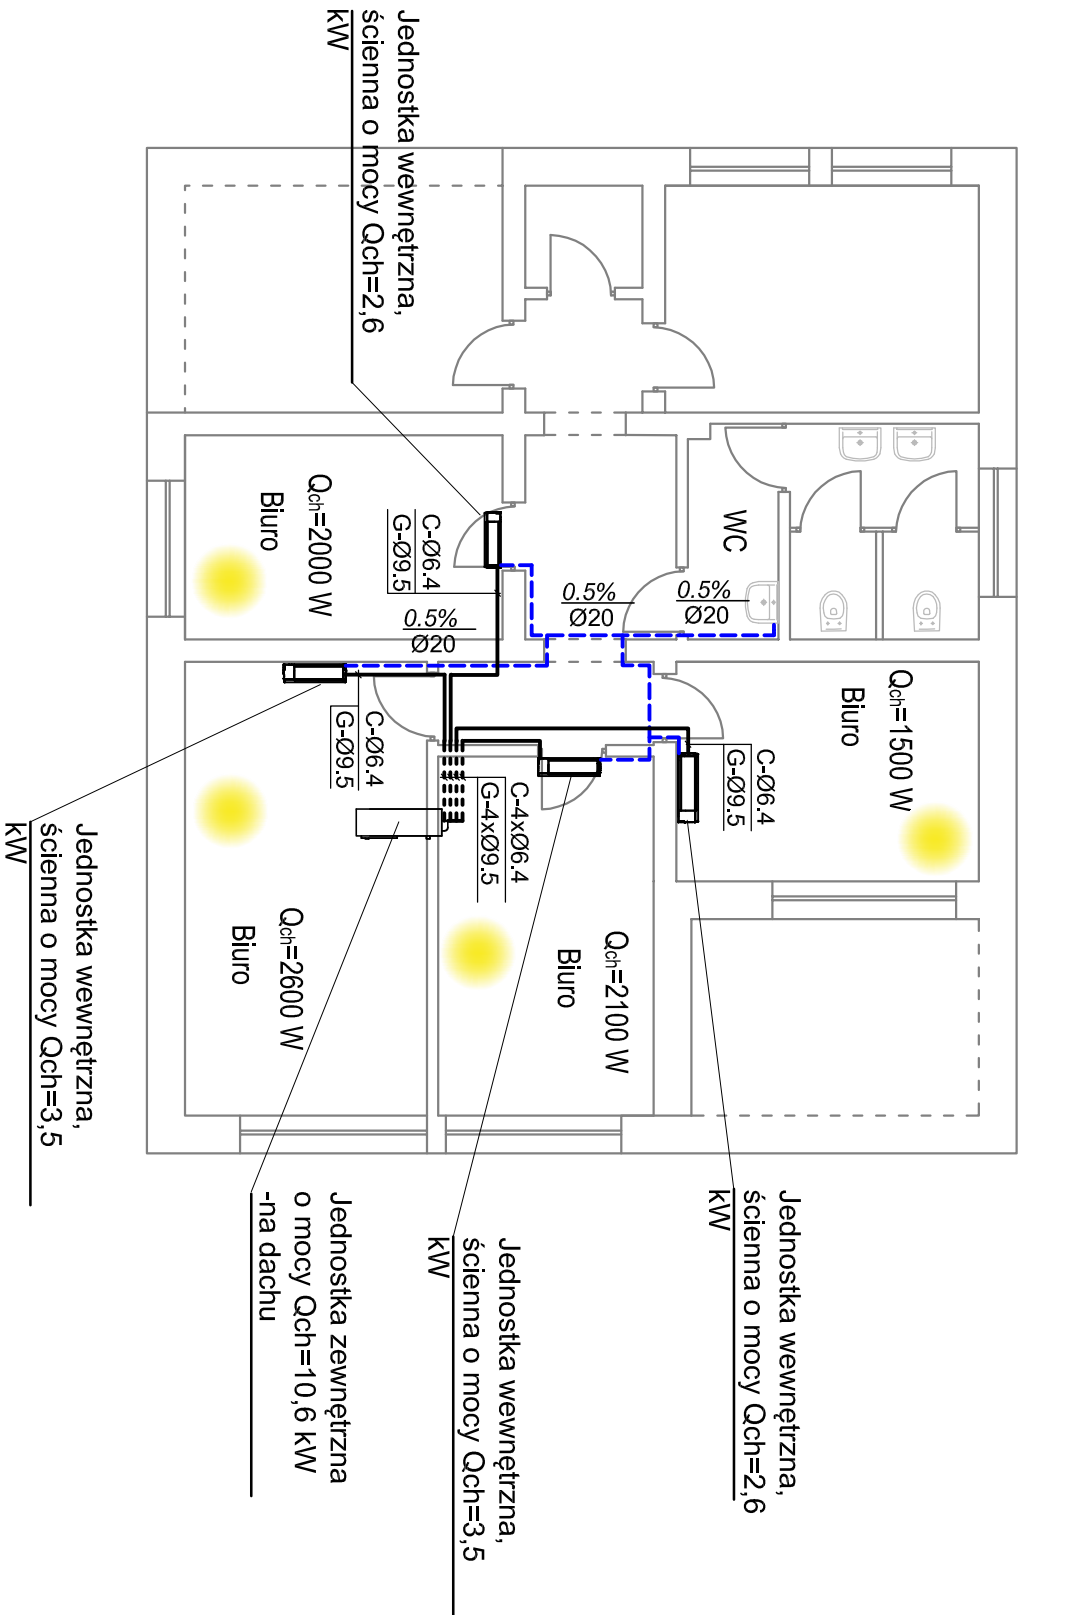 Jednostka wewnętrzna,
ścienna o mocy Qch=2,6
kW
Qch=2000 W
Biuro
C-Ø6.4
G-Ø9.5
0.5%
Ø20
0.5%
Ø20
0.5%
Ø20
WC
Qch=1500 W
Biuro
C-Ø6.4
G-Ø9.5
C-Ø6.4
G-Ø9.5
C-4xØ6.4
G-4xØ9.5
Qch=2100 W
Biuro
Qch=2600 W
Biuro
Jednostka wewnętrzna,
ścienna o mocy Qch=3,5
kW
Jednostka wewnętrzna,
ścienna o mocy Qch=2,6
kW
Jednostka wewnętrzna,
ścienna o mocy Qch=3,5
kW
Jednostka zewnętrzna
o mocy Qch=10,6 kW
-na dachu